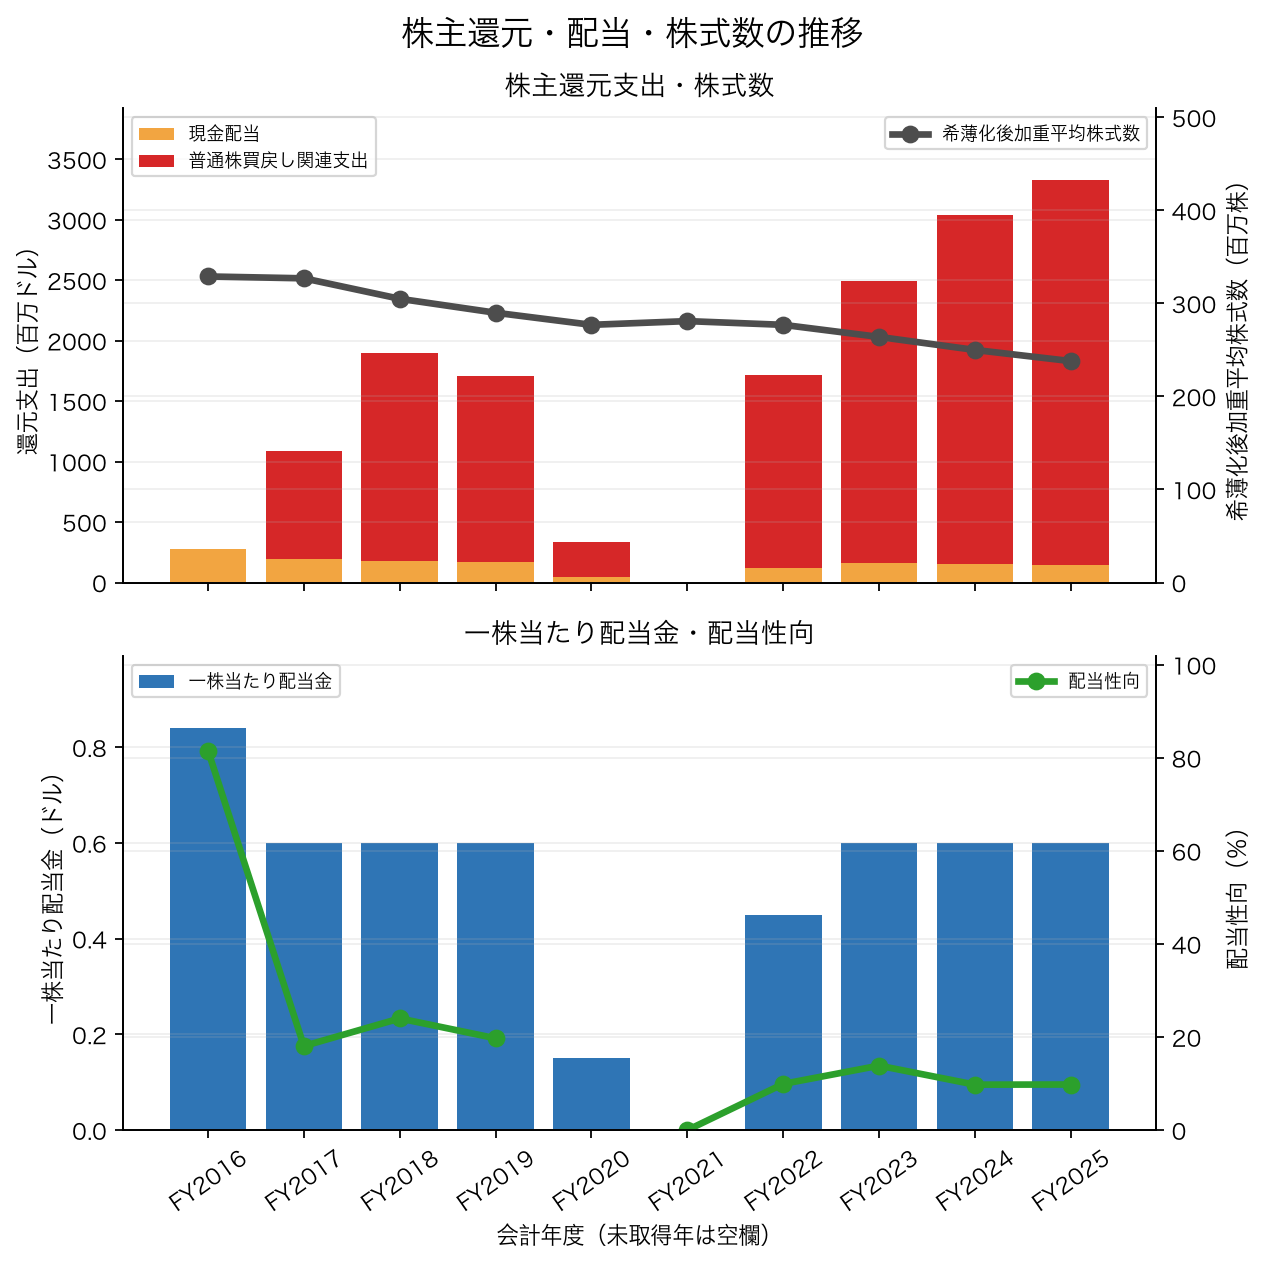 株主還元・配当・株式数の推移
株主還元支出・株式数
現金配当
普通株買戻し関連支出
希薄化後加重平均株式数
還元支出（百万ドル）
3500
3000
2500
2000
1500
1000
500
0
500
400
300
200
100
0
希薄化後加重平均株式数（百万株）
一株当たり配当金・配当性向
一株当たり配当金
配当性向
一株当たり配当金（ドル）
0.8
0.6
0.4
0.2
0.0
100
80
60
40
20
0
配当性向（%）
FY2016
FY2017
FY2018
FY2019
FY2020
FY2021
FY2022
FY2023
FY2024
FY2025
会計年度（未取得年は空欄）